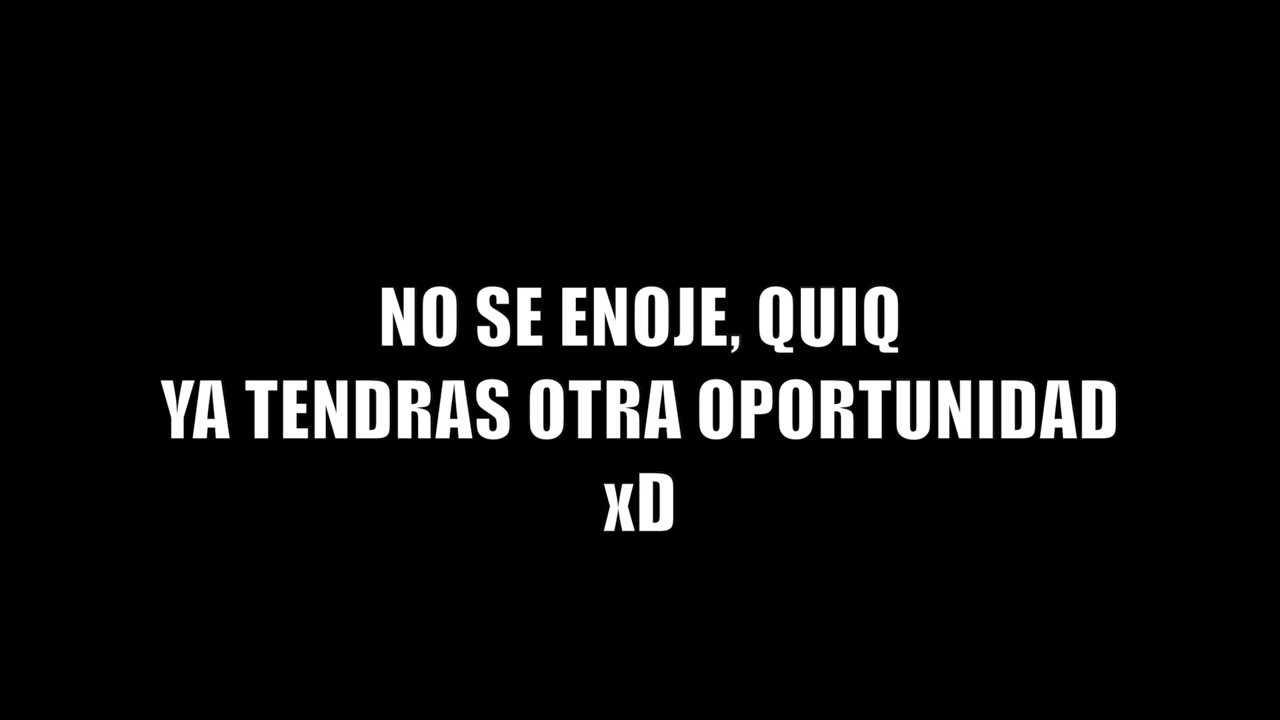 NO SE ENOJE, QUIQ
YA TENDRAS OTRA OPORTUNIDAD
xD